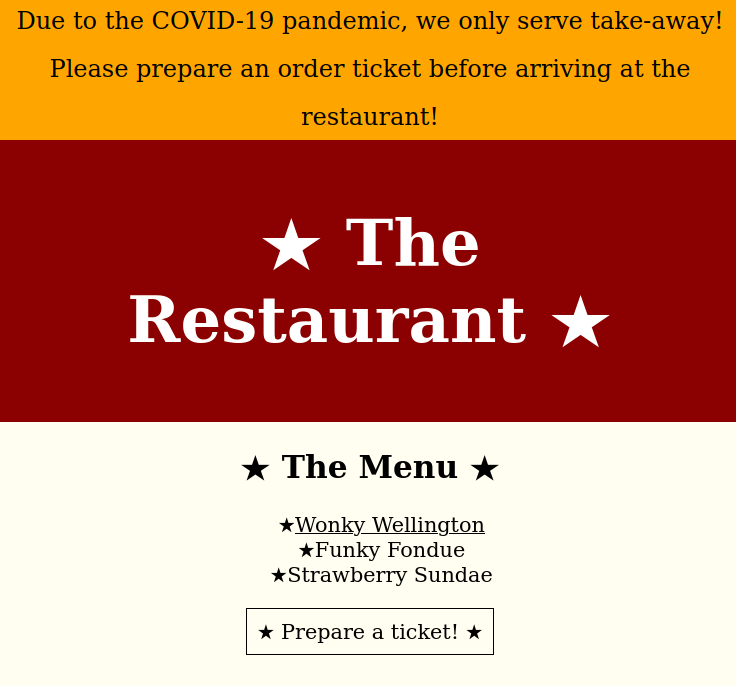 Due to the COVID-19 pandemic, we only serve take-away!
Please prepare an order ticket before arriving at the
restaurant!
★ The
Restaurant ★
★ The Menu ★
★Wonky Wellington
★Funky Fondue
★Strawberry Sundae
★ Prepare a ticket! ★